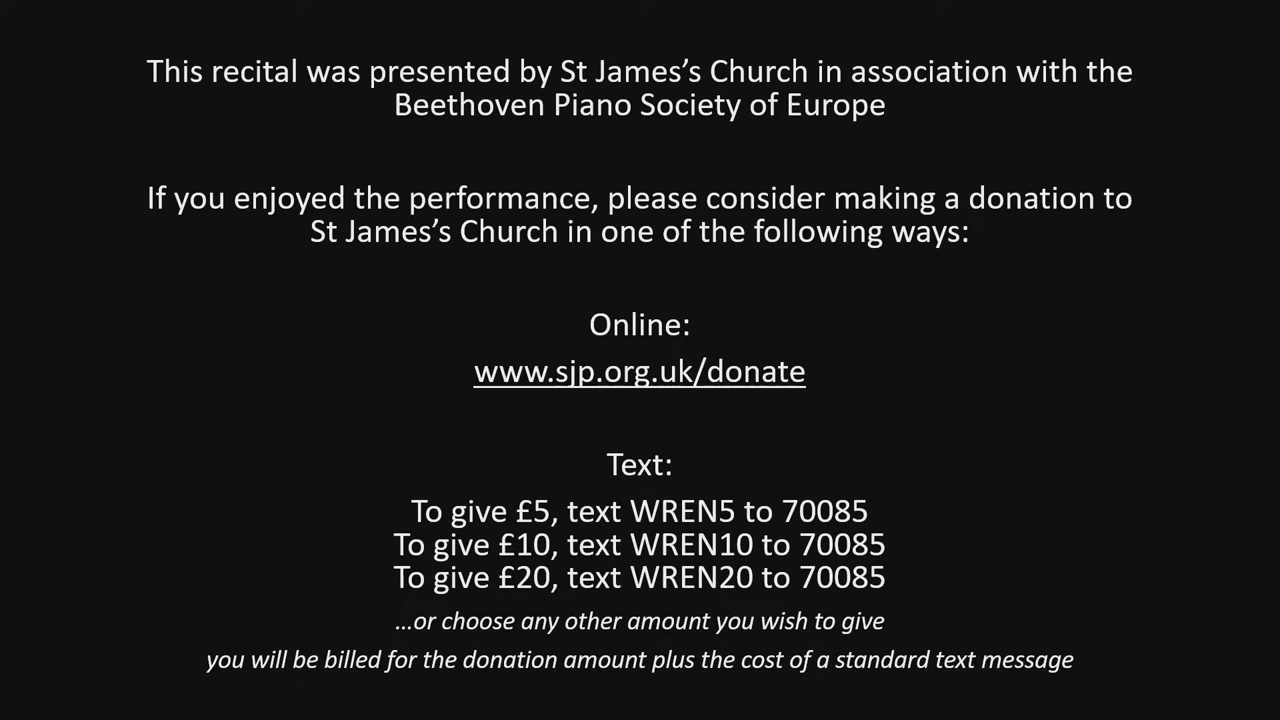 This recital was presented by St James’s Church in association with the
Beethoven Piano Society of Europe
If you enjoyed the performance, please consider making a donation to
St James’s Church in one of the following ways:
Online:
www.sjp.org.uk/donate
Text:
To give £5, text WREN5 to 70085
To give £10, text WREN10 to 70085
To give £20, text WREN20 to 70085
…or choose any other amount you wish to give
you will be billed for the donation amount plus the cost of a standard text message